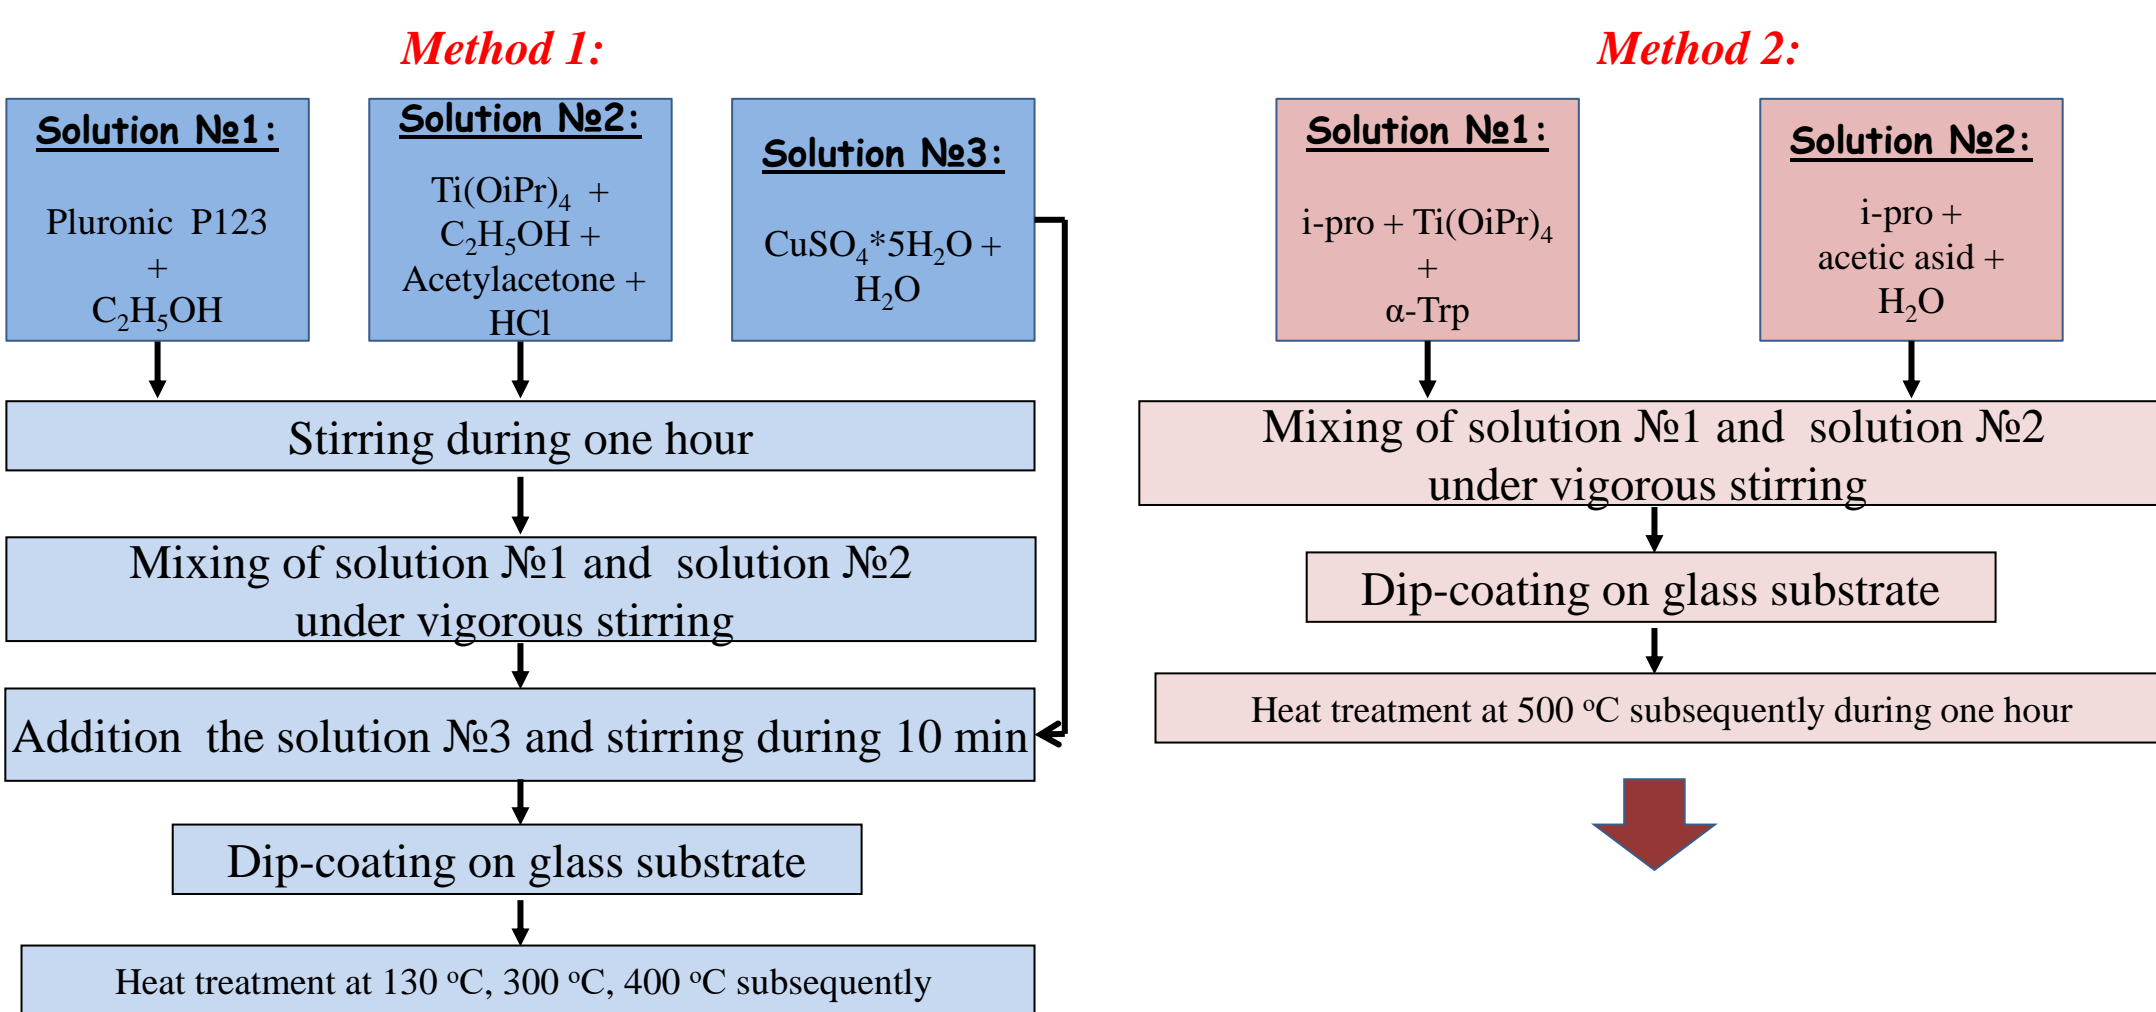 Method 1:
Solution №1:
Pluronic P123
+
C₂H₅OH
Solution №2:
Ti(OiPr)₄ +
C₂H₅OH +
Acetylacetone +
HCl
Solution №3:
CuSO₄*5H₂O +
H₂O
Stirring during one hour
Mixing of solution №1 and solution №2
under vigorous stirring
Addition the solution №3 and stirring during 10 min
Dip-coating on glass substrate
Heat treatment at 130 ºC, 300 ºC, 400 ºC subsequently
Method 2:
Solution №1:
i-pro + Ti(OiPr)₄
+
α-Trp
Solution №2:
i-pro +
acetic asid +
H₂O
Mixing of solution №1 and solution №2
under vigorous stirring
Dip-coating on glass substrate
Heat treatment at 500 ºC subsequently during one hour